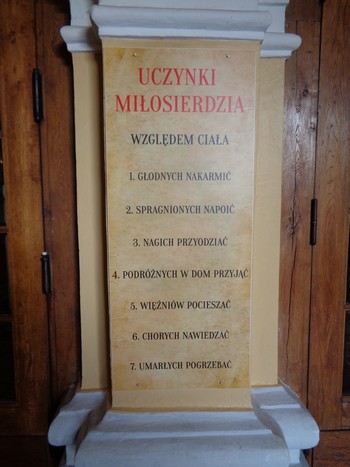 UCZYNKI
MIŁOSIERDZIA
WZGLĘDEM CIAŁA
1. GŁODNYCH NAKARMIĆ
2. SPRAGNIONYCH NAPOIĆ
3. NAGICH PRZYODZIAĆ
4. PODRÓŻNYCH W DOM PRZYJĄĆ
5. WIĘŹNIÓW POCIESZAĆ
6. CHORYCH NAWIEDZAĆ
7. UMARŁYCH POGRZEBAĆ